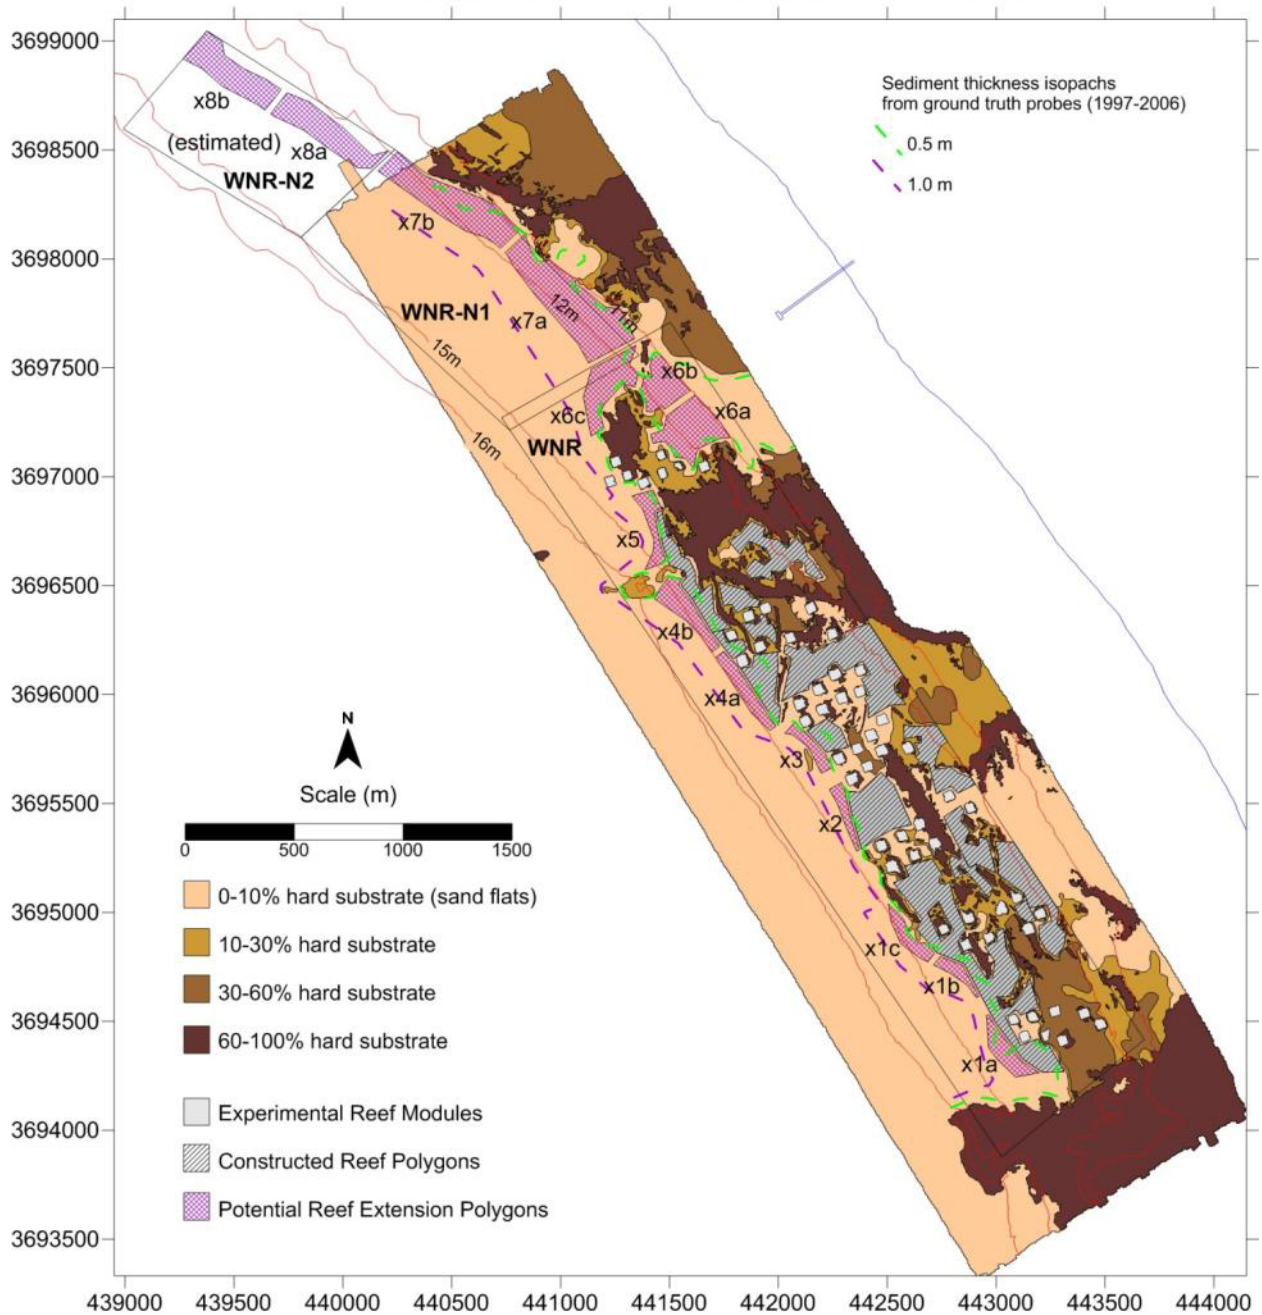 3699000
3698500
3698000
3697500
3697000
3696500
3696000
3695500
3695000
3694500
3694000
3693500
Sediment thickness isopachs
from ground truth probes (1997-2006)
0.5 m
1.0 m
x8b
(estimated)
x8a
WNR-N2
x7b
WNR-N1
x7a
12m
11m
15m
x6b
x6a
x6c
WNR
16m
x5
x4b
x4a
x3
x2
x1c
x1b
x1a
N
Scale (m)
0 500 1000 1500
0-10% hard substrate (sand flats)
10-30% hard substrate
30-60% hard substrate
60-100% hard substrate
Experimental Reef Modules
Constructed Reef Polygons
Potential Reef Extension Polygons
439000 439500 440000 440500 441000 441500 442000 442500 443000 443500 444000